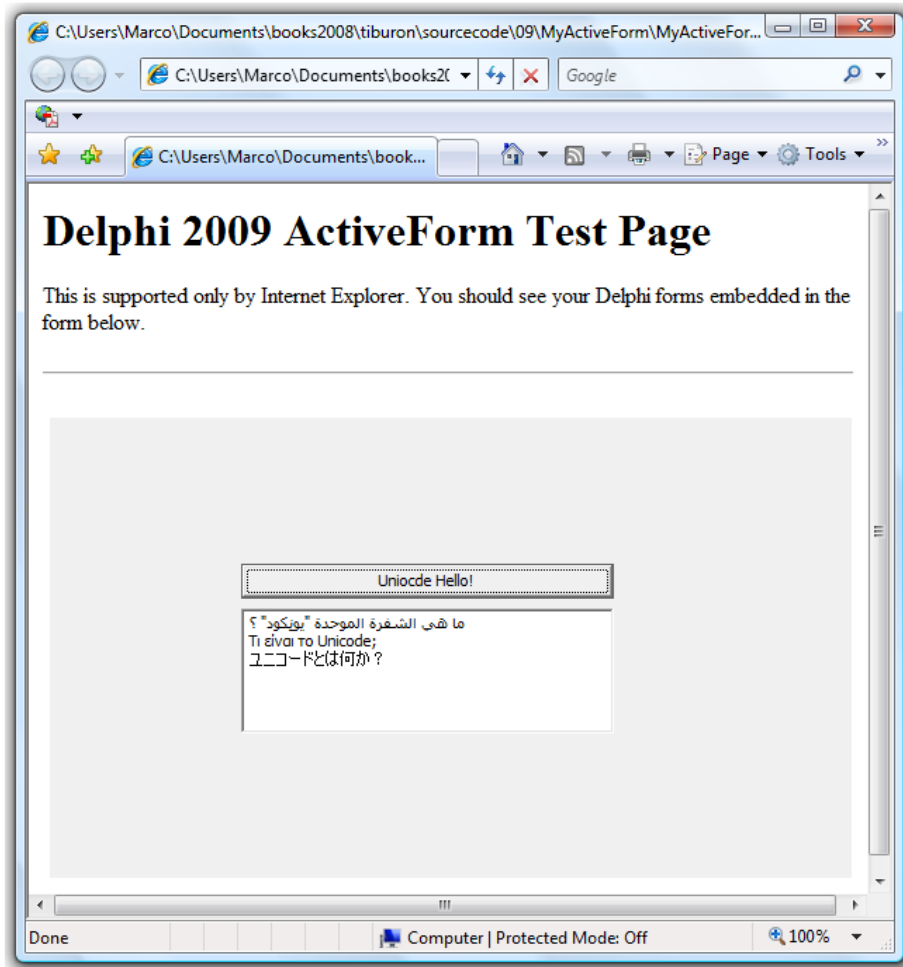 C:\Users\Marco\Documents\books2008\tiburon\sourcecode\09\MyActiveForm\MyActiveFor...
C:\Users\Marco\Documents\books2(
Google
C:\Users\Marco\Documents\book...
Page
Tools
Delphi 2009 ActiveForm Test Page
This is supported only by Internet Explorer. You should see your Delphi forms embedded in the
form below.
Uniocde Hello!
ما هي الشفرة الموحدة "يونِكود" ؟
Τι είναι το Unicode;
ユニコードとは何か？
Done
Computer | Protected Mode: Off
100%